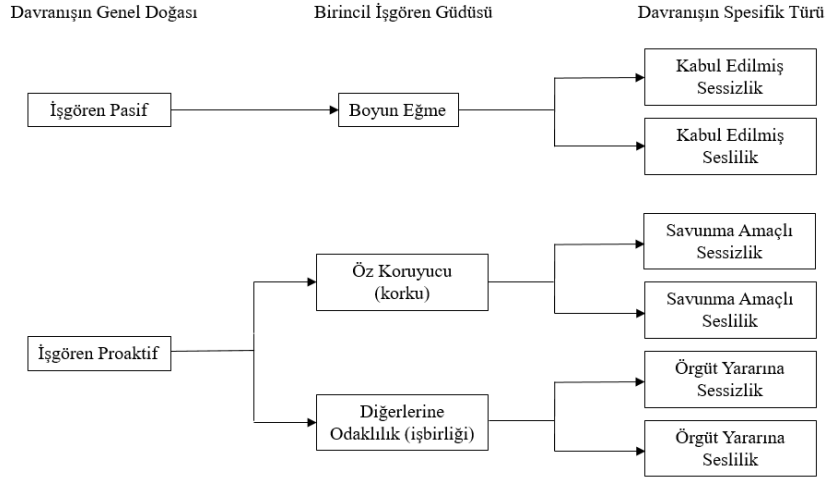 Davranışın Genel Doğası
Birincil İşgören Güdüsü
Davranışın Spesifik Türü
İşgören Pasif
Boyun Eğme
Kabul Edilmiş
Sessizlik
Kabul Edilmiş
Seslilik
İşgören Proaktif
Öz Koruyucu
(korku)
Savunma Amaçlı
Sessizlik
Savunma Amaçlı
Seslilik
Diğerlerine
Odaklılık (işbirliği)
Örgüt Yararına
Sessizlik
Örgüt Yararına
Seslilik